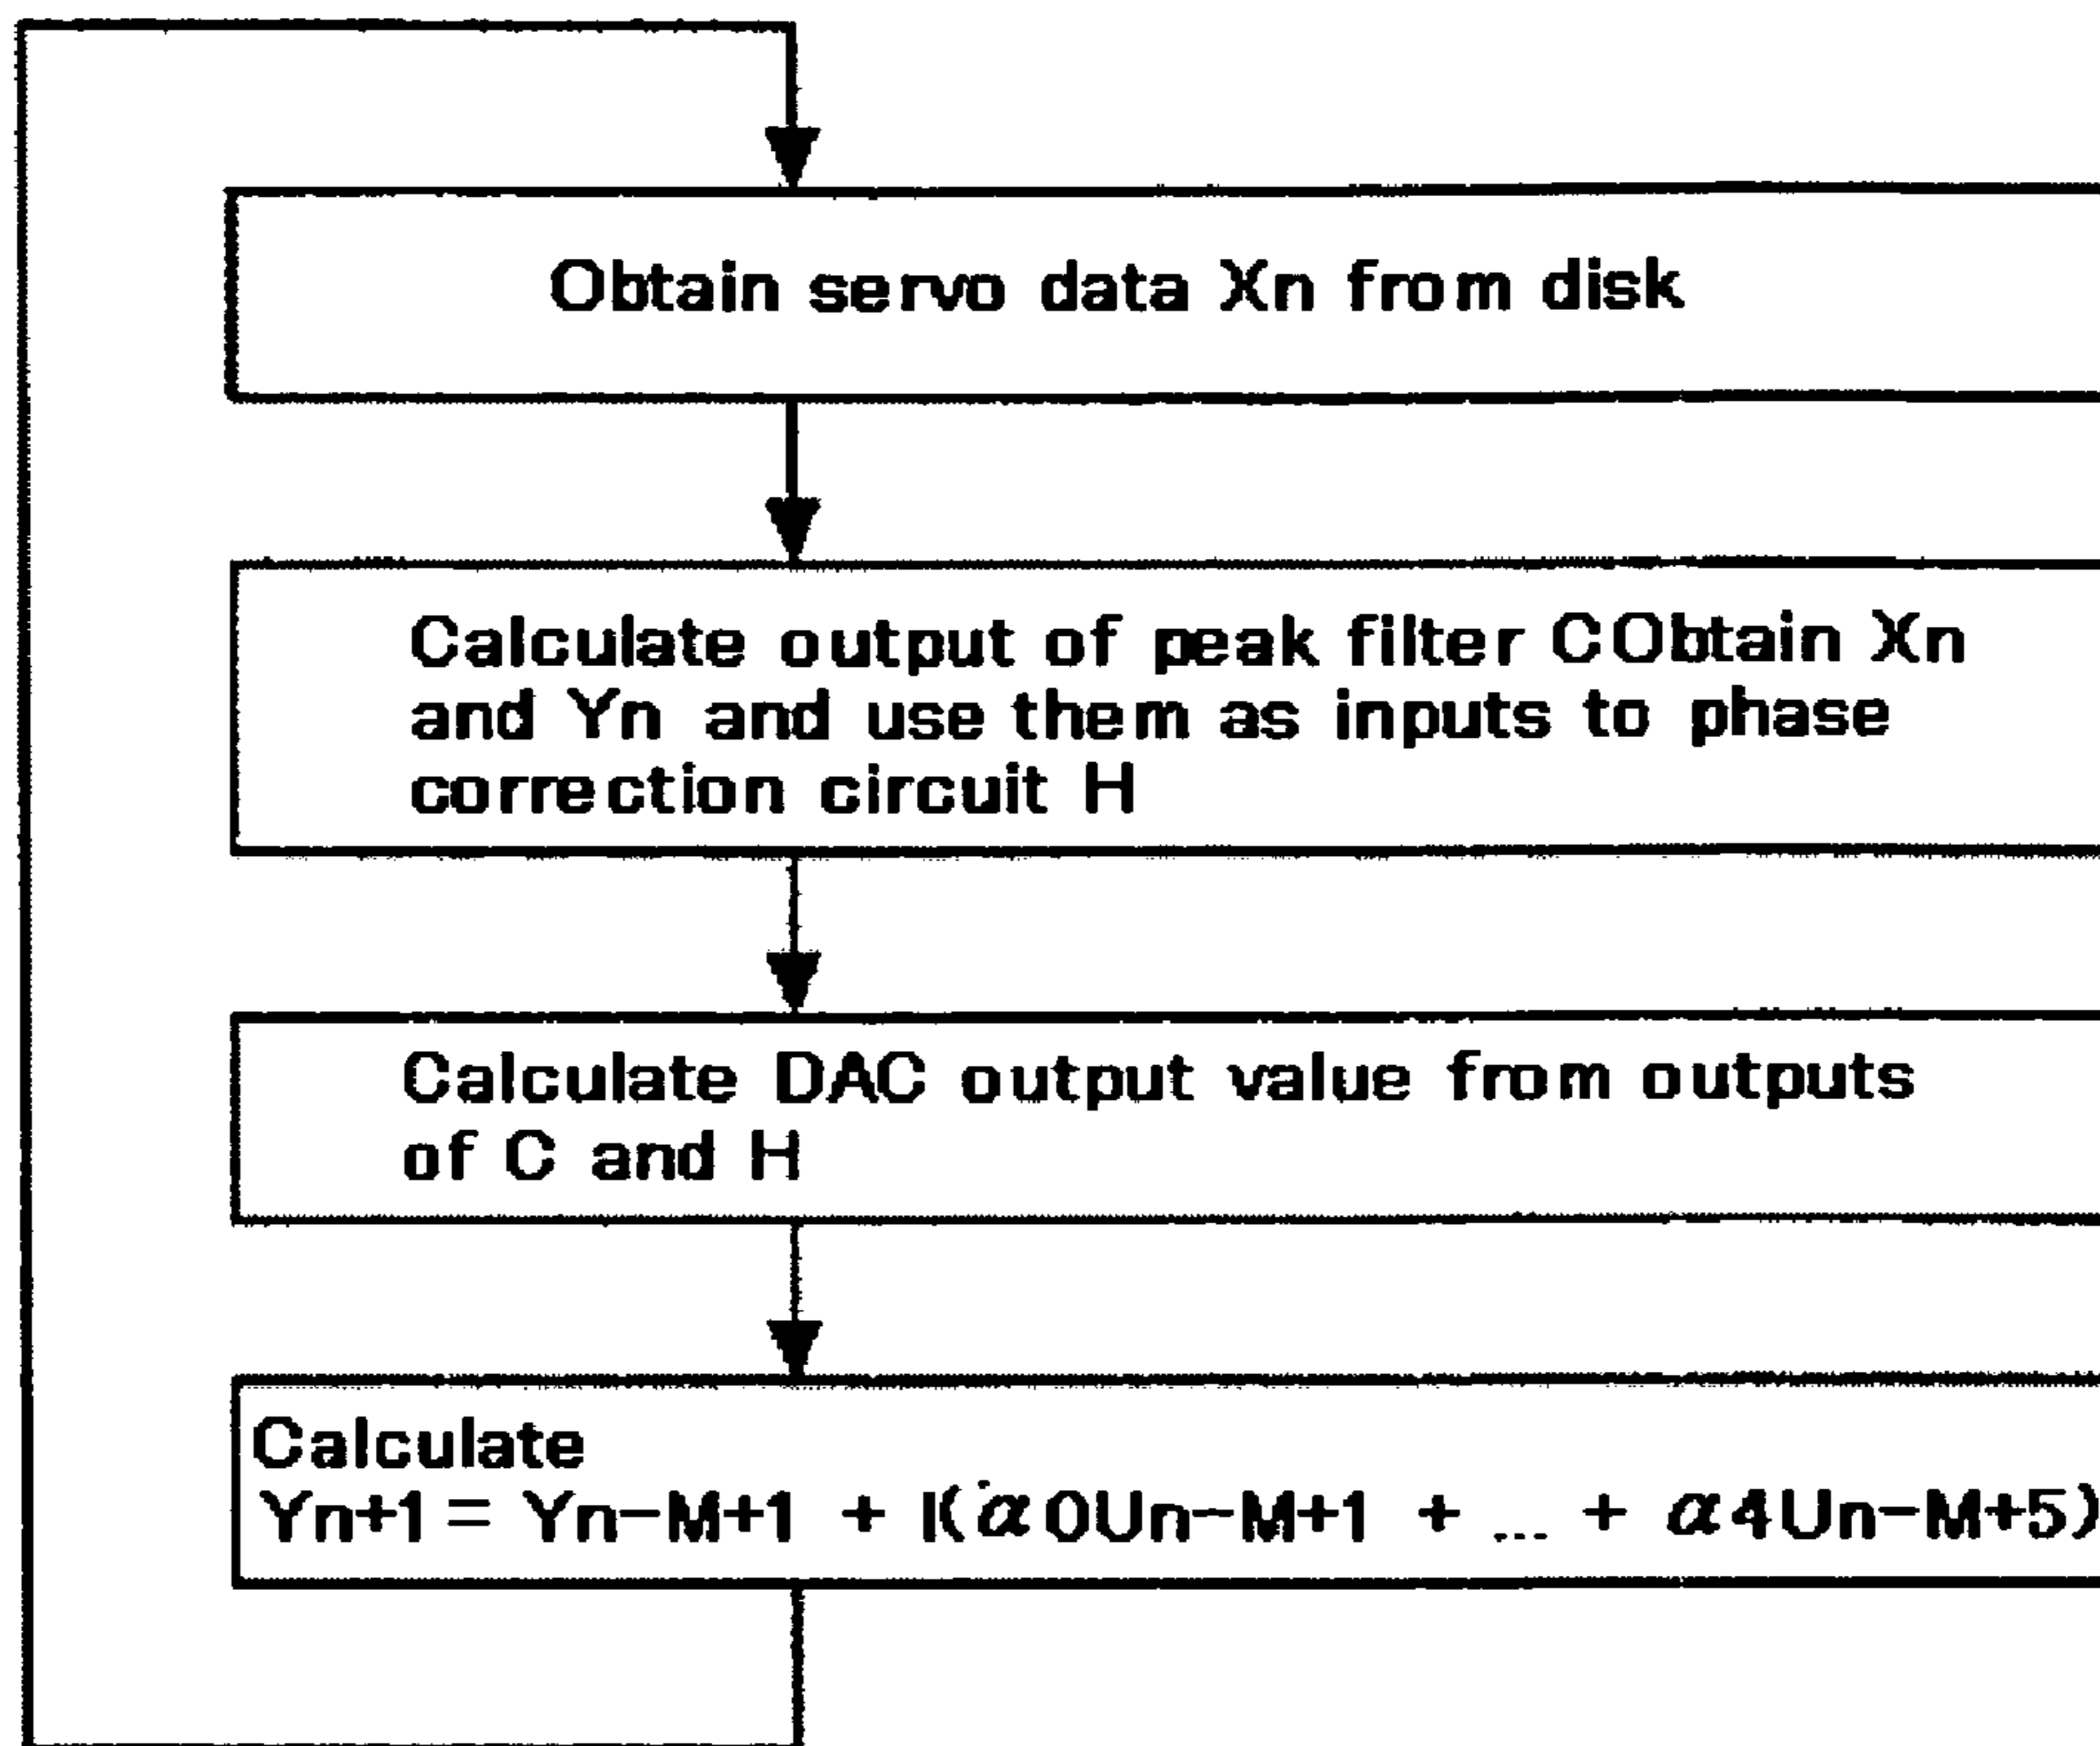 Obtain servo data Xn from disk
Calculate output of peak filter CObtain Xn
and Yn and use them as inputs to phase
correction circuit H
Calculate DAC output value from outputs
of C and H
Calculate
Yn+1 = Yn−M+1 + K(α0Un−M+1 + ... + α4Un−M+5)